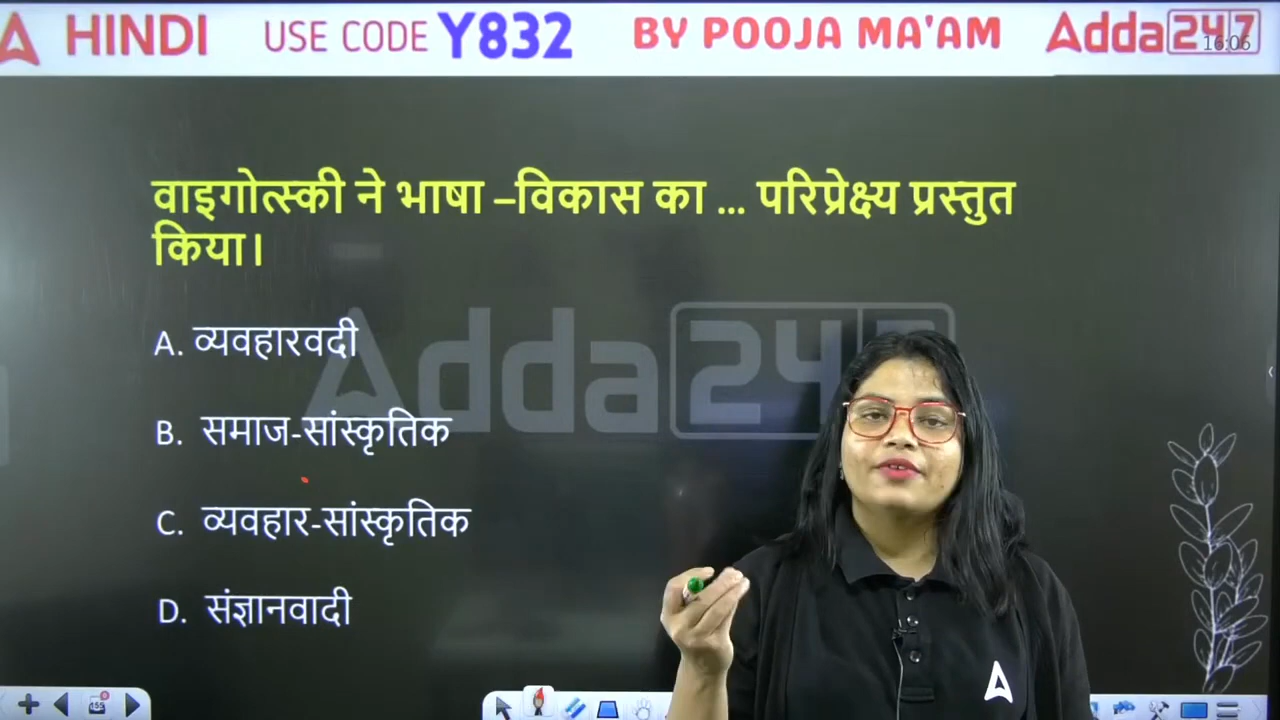 HINDI USE CODE Y832 BY POOJA MA'AM Adda247
16:06
वाइगोत्स्की ने भाषा –विकास का ... परिप्रेक्ष्य प्रस्तुत
किया।
Adda247
A. व्यवहारवदी
B. समाज-सांस्कृतिक
C. व्यवहार-सांस्कृतिक
D. संज्ञानवादी